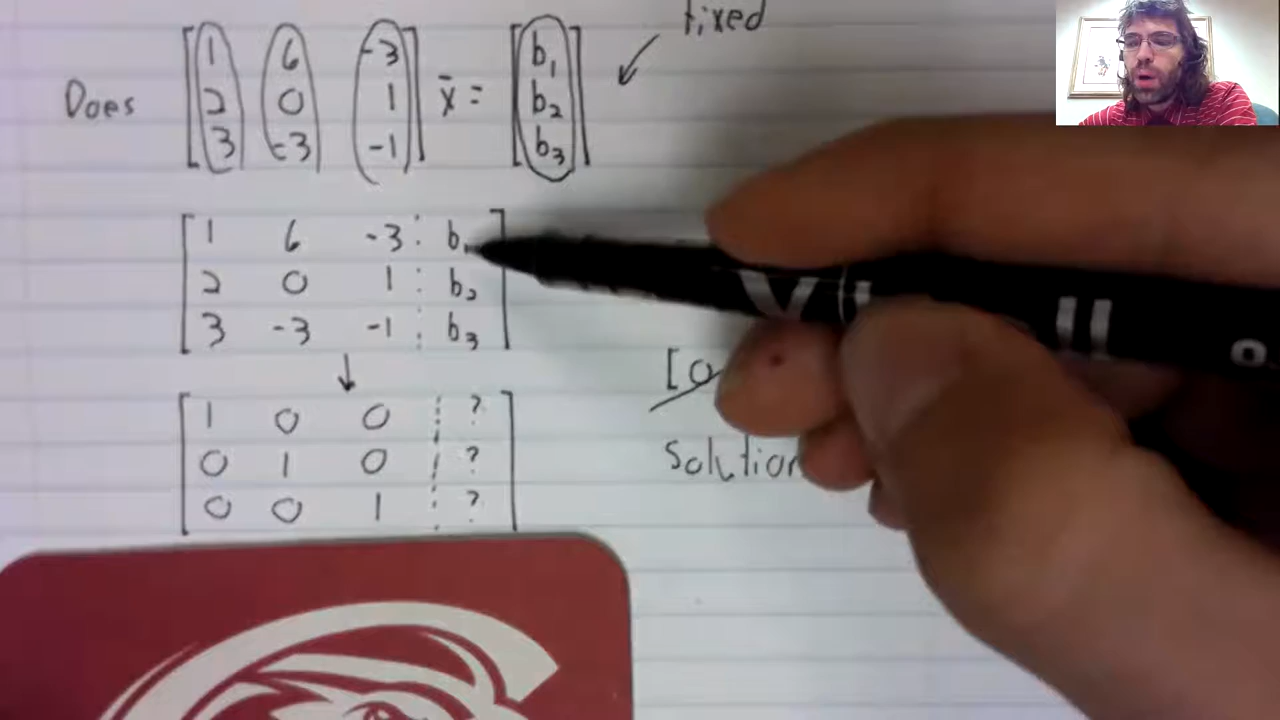 fixed
Does [1 6 -3] x̄ = [b₁]
[2 0 1] [b₂]
[3 -3 -1] [b₃]
[1 6 -3 ⋮ b₁]
[2 0 1 ⋮ b₂]
[3 -3 -1 ⋮ b₃]
↓
[1 0 0 ⋮ ?]
[0 1 0 ⋮ ?]
[0 0 1 ⋮ ?]
[0
Solution